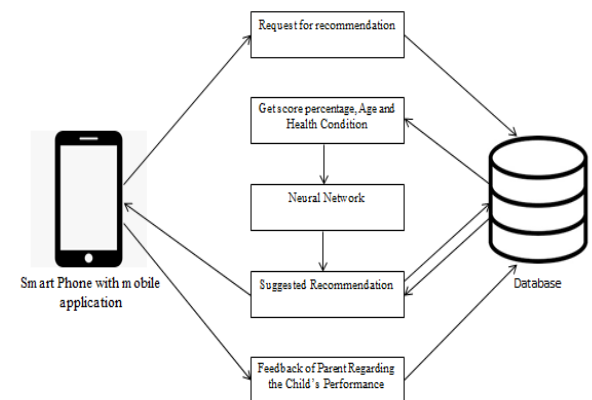 Request for recommendation
Get score percentage, Age and
Health Condition
Neural Network
Smart Phone with mobile
application
Suggested Recommendation
Database
Feedback of Parent Regarding
the Child's Performance